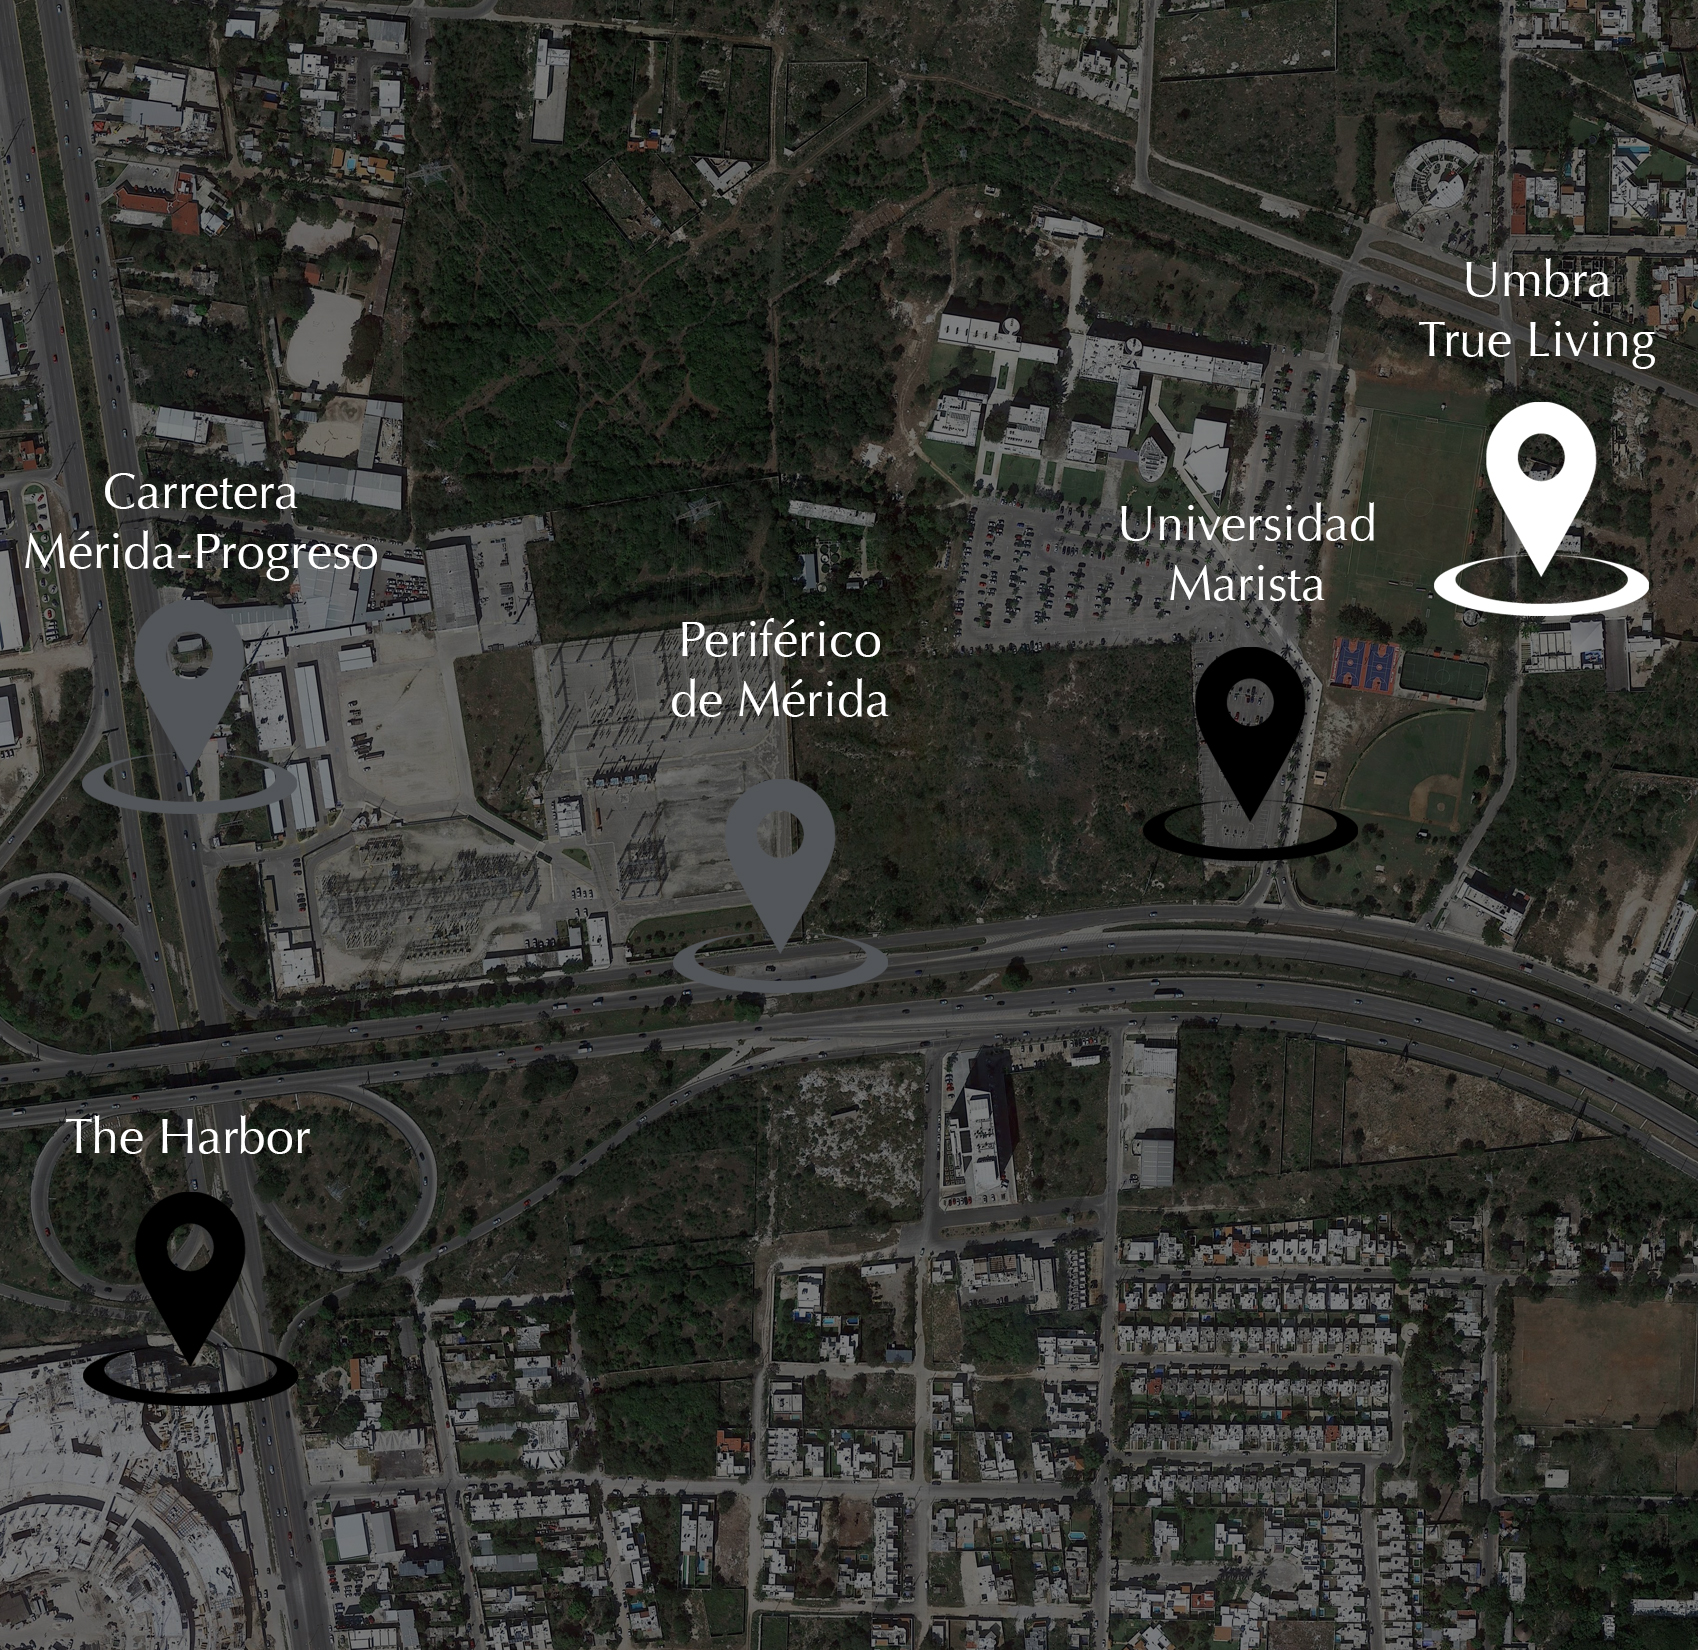 Umbra
True Living
Carretera
Mérida-Progreso
Universidad
Marista
Periférico
de Mérida
The Harbor